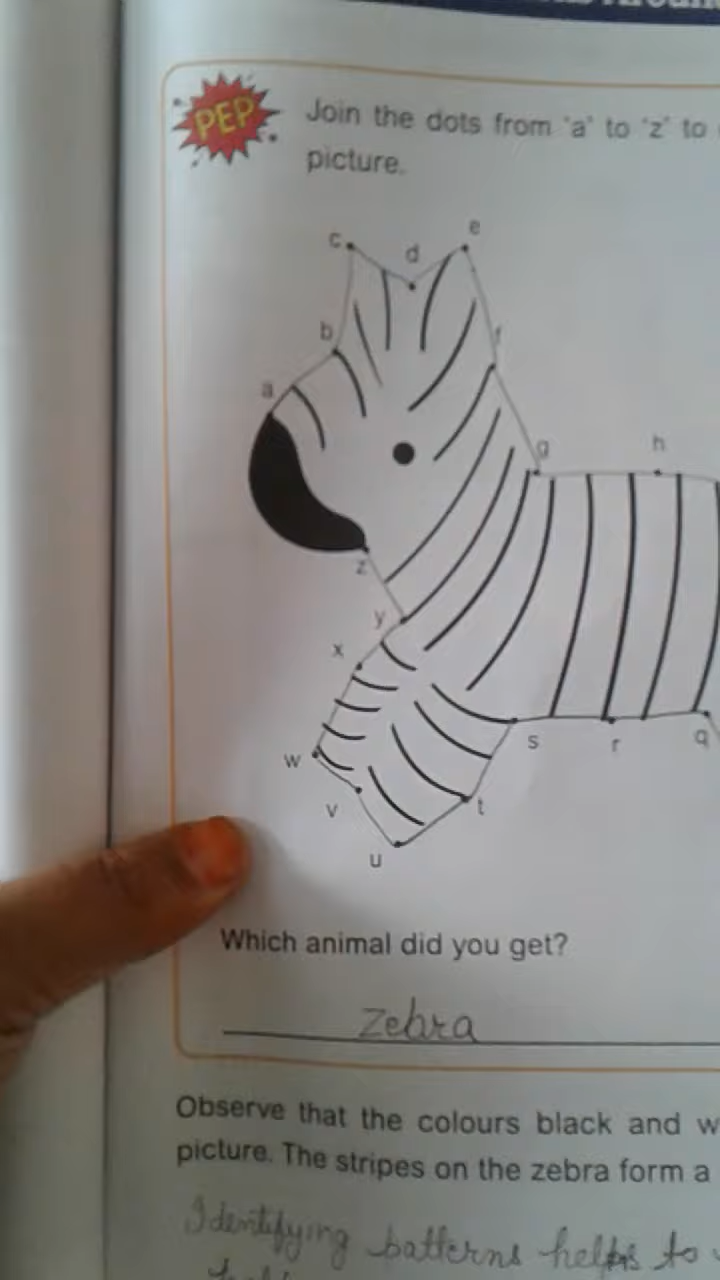 PEP
Join the dots from 'a' to 'z' to
picture.
c
d
e
b
f
a
g
h
z
y
x
s
r
q
w
v
t
u
Which animal did you get?
Zebra
Observe that the colours black and
picture. The stripes on the zebra form a
Identifying batterns helps to